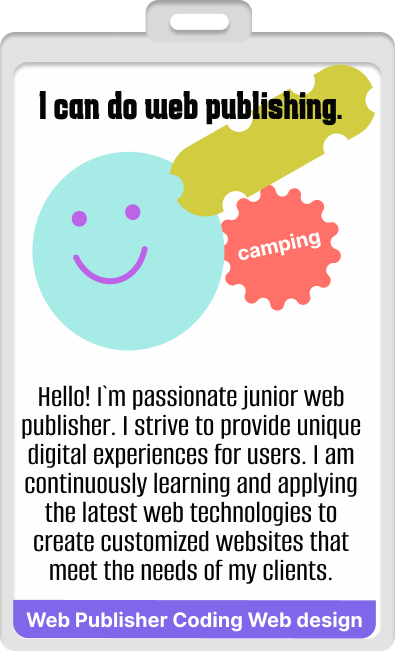 I can do web publishing.
camping
Hello! I`m passionate junior web
publisher. I strive to provide unique
digital experiences for users. I am
continuously learning and applying
the latest web technologies to
create customized websites that
meet the needs of my clients.
Web Publisher Coding Web design